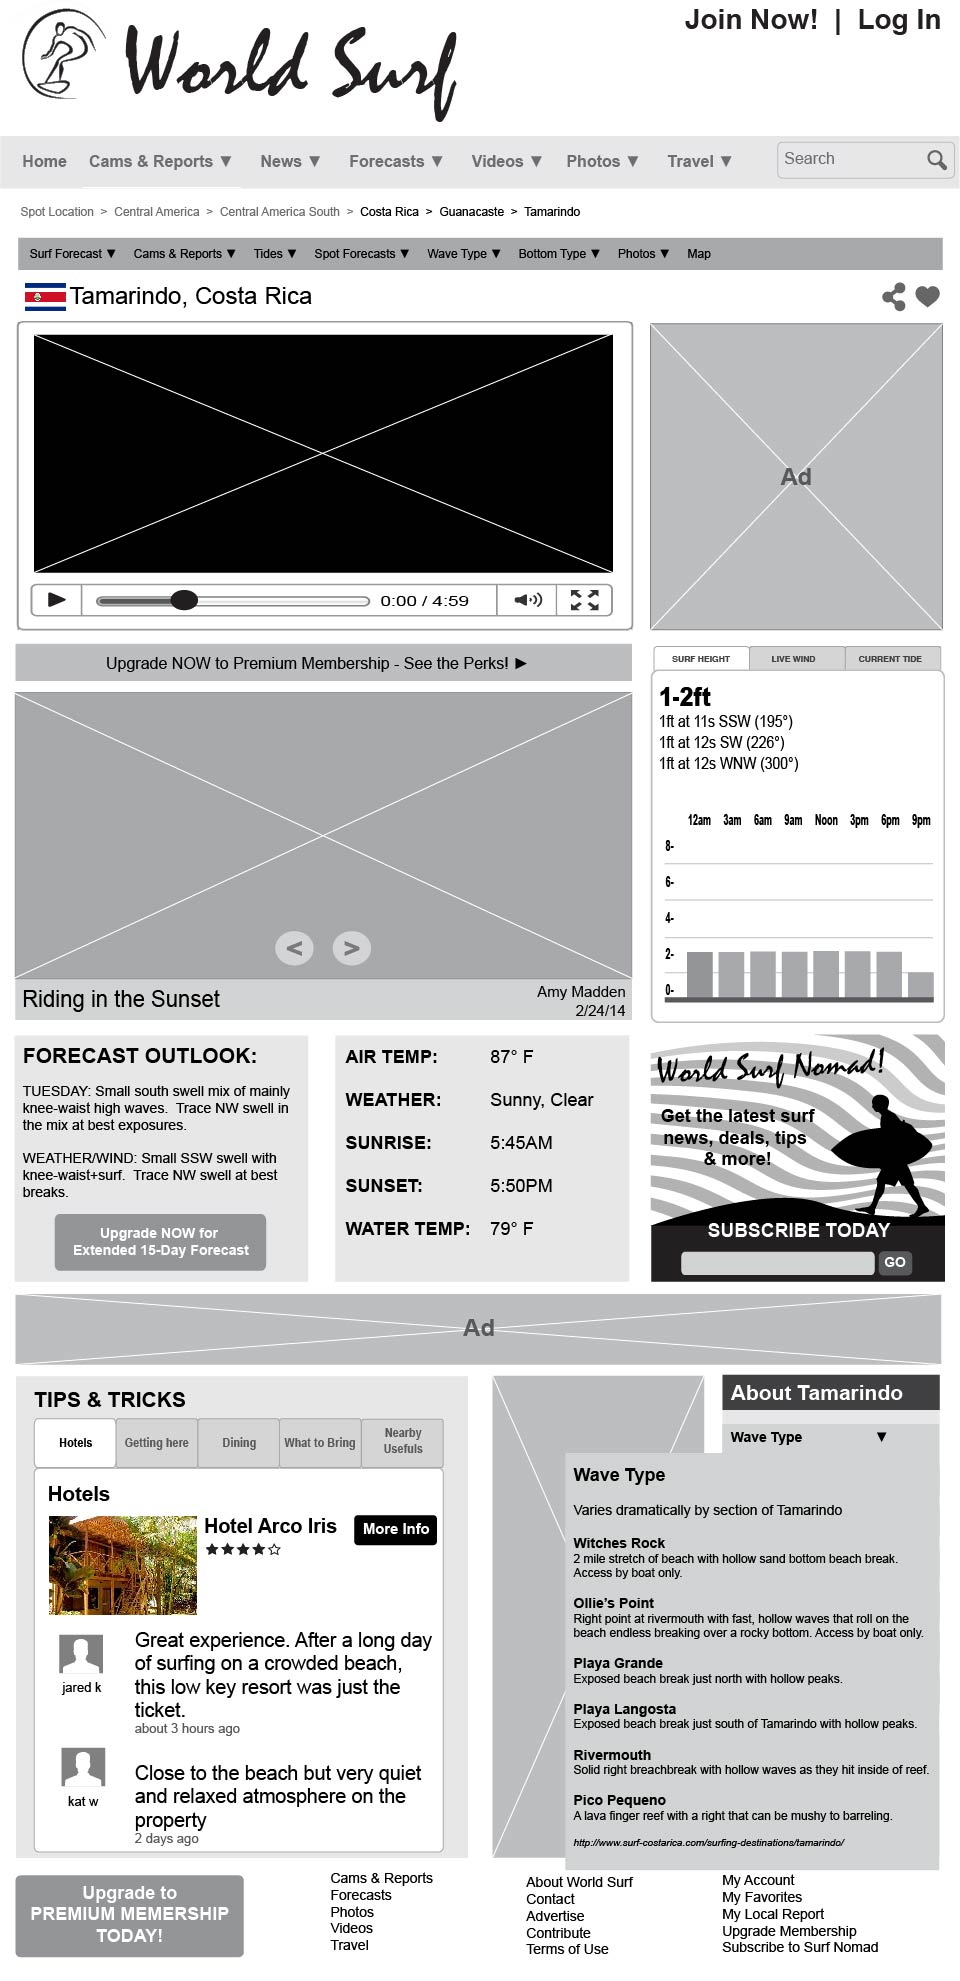 World Surf
Join Now! | Log In
Home Cams & Reports ▼ News ▼ Forecasts ▼ Videos ▼ Photos ▼ Travel ▼ Search
Spot Location > Central America > Central America South > Costa Rica > Guanacaste > Tamarindo
Surf Forecast ▼ Cams & Reports ▼ Tides ▼ Spot Forecasts ▼ Wave Type ▼ Bottom Type ▼ Photos ▼ Map
Tamarindo, Costa Rica
0:00 / 4:59
Ad
Upgrade NOW to Premium Membership - See the Perks! ►
< >
Riding in the Sunset
Amy Madden
2/24/14
SURF HEIGHT LIVE WIND CURRENT TIDE
1-2ft
1ft at 11s SSW (195°)
1ft at 12s SW (226°)
1ft at 12s WNW (300°)
12am 3am 6am 9am Noon 3pm 6pm 9pm
8-
6-
4-
2-
0-
FORECAST OUTLOOK:
TUESDAY: Small south swell mix of mainly
knee-waist high waves. Trace NW swell in
the mix at best exposures.
WEATHER/WIND: Small SSW swell with
knee-waist+surf. Trace NW swell at best
breaks.
Upgrade NOW for
Extended 15-Day Forecast
AIR TEMP: 87° F
WEATHER: Sunny, Clear
SUNRISE: 5:45AM
SUNSET: 5:50PM
WATER TEMP: 79° F
World Surf Nomad!
Get the latest surf
news, deals, tips
& more!
SUBSCRIBE TODAY
GO
Ad
TIPS & TRICKS
Hotels Getting here Dining What to Bring Nearby
Usefuls
Hotels
Hotel Arco Iris More Info
★★★★☆
Great experience. After a long day
of surfing on a crowded beach,
this low key resort was just the
ticket.
about 3 hours ago
jared k
Close to the beach but very quiet
and relaxed atmosphere on the
property
2 days ago
kat w
About Tamarindo
Wave Type ▼
Wave Type
Varies dramatically by section of Tamarindo
Witches Rock
2 mile stretch of beach with hollow sand bottom beach break.
Access by boat only.
Ollie's Point
Right point at rivermouth with fast, hollow waves that roll on the
beach endless breaking over a rocky bottom. Access by boat only.
Playa Grande
Exposed beach break just north with hollow peaks.
Playa Langosta
Exposed beach break just south of Tamarindo with hollow peaks.
Rivermouth
Solid right breachbreak with hollow waves as they hit inside of reef.
Pico Pequeno
A lava finger reef with a right that can be mushy to barreling.
http://www.surf-costarica.com/surfing-destinations/tamarindo/
Upgrade to
PREMIUM MEMERSHIP
TODAY!
Cams & Reports
Forecasts
Photos
Videos
Travel
About World Surf
Contact
Advertise
Contribute
Terms of Use
My Account
My Favorites
My Local Report
Upgrade Membership
Subscribe to Surf Nomad